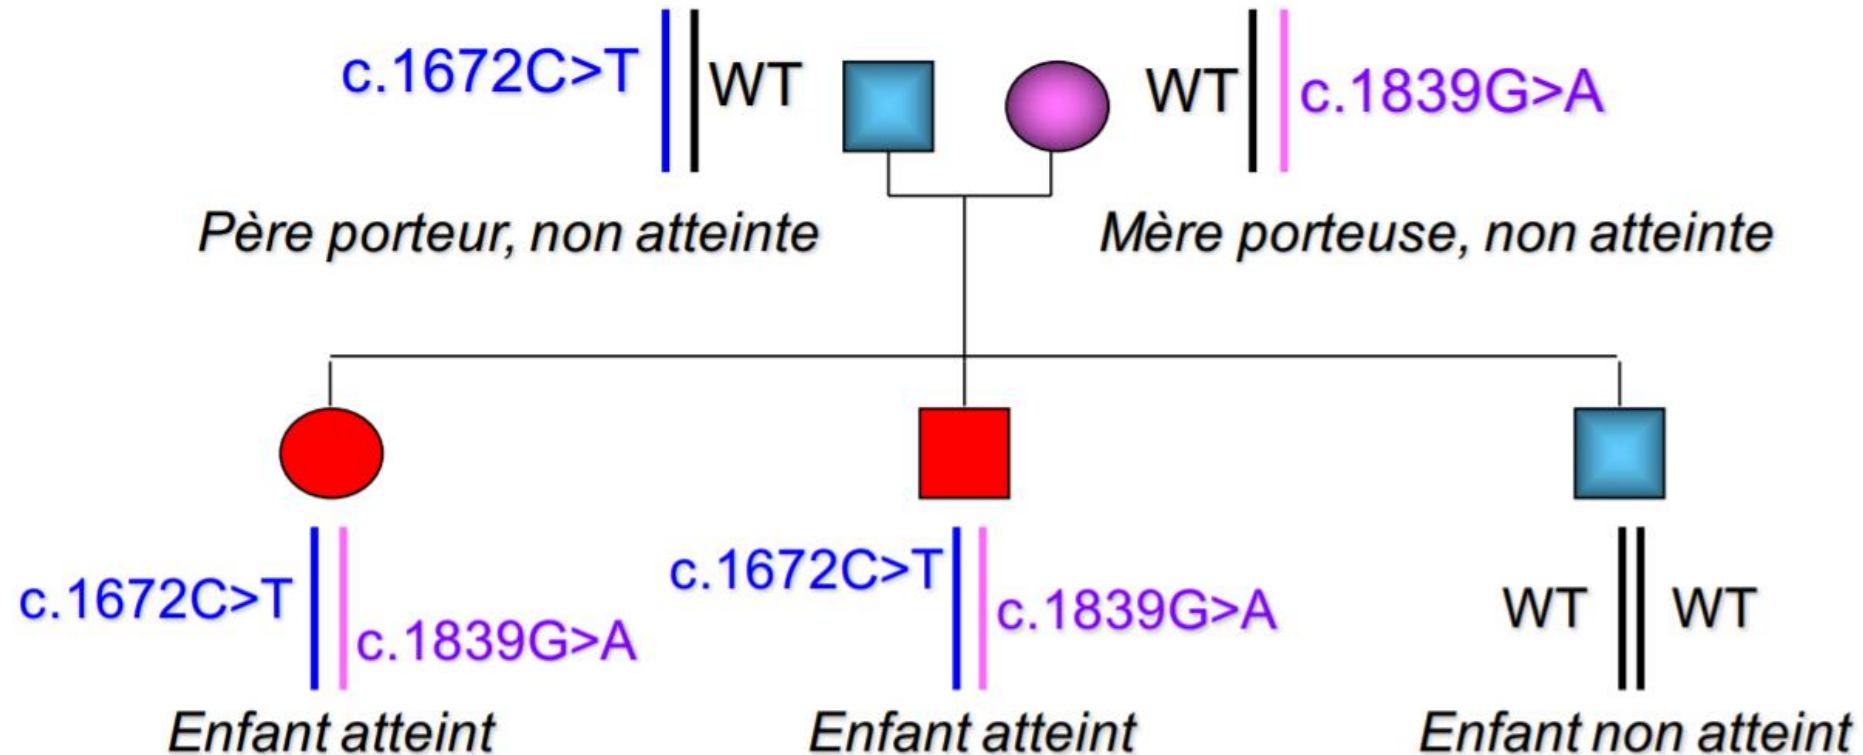 c.1672C>T WT WT c.1839G>A
Père porteur, non atteinte Mère porteuse, non atteinte
c.1672C>T c.1839G>A c.1672C>T c.1839G>A WT WT
Enfant atteint Enfant atteint Enfant non atteint